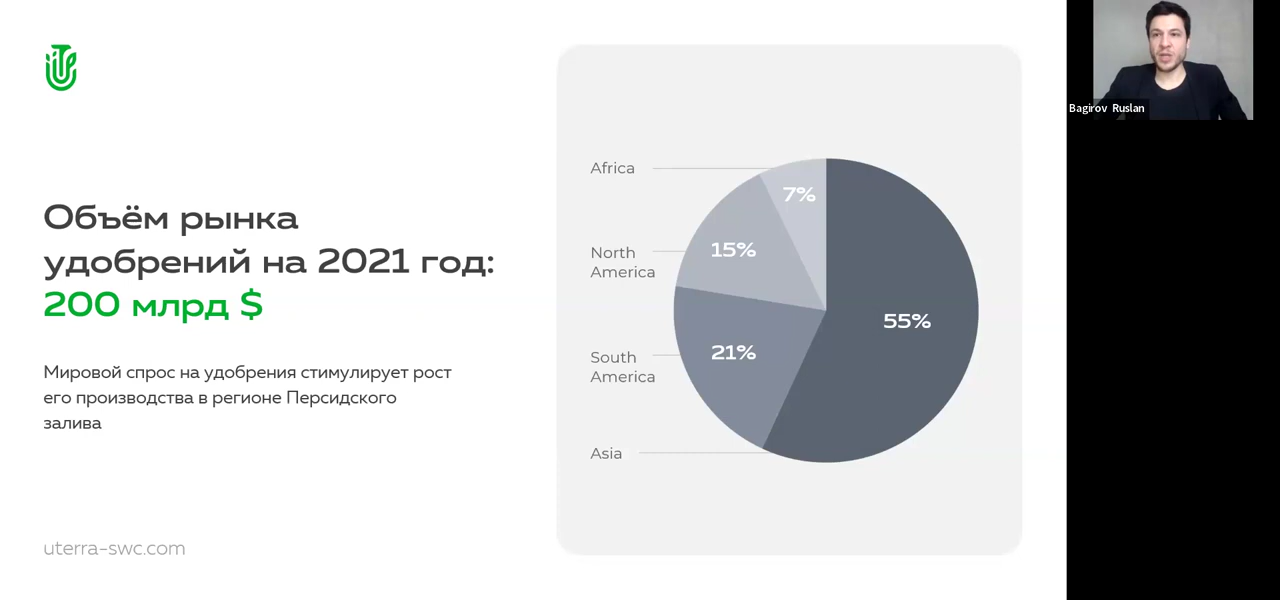 Объём рынка
удобрений на 2021 год:
200 млрд $
Мировой спрос на удобрения стимулирует рост
его производства в регионе Персидского
залива
uterra-swc.com
Africa
7%
North
America
15%
55%
South
America
21%
Asia
Bagirov Ruslan